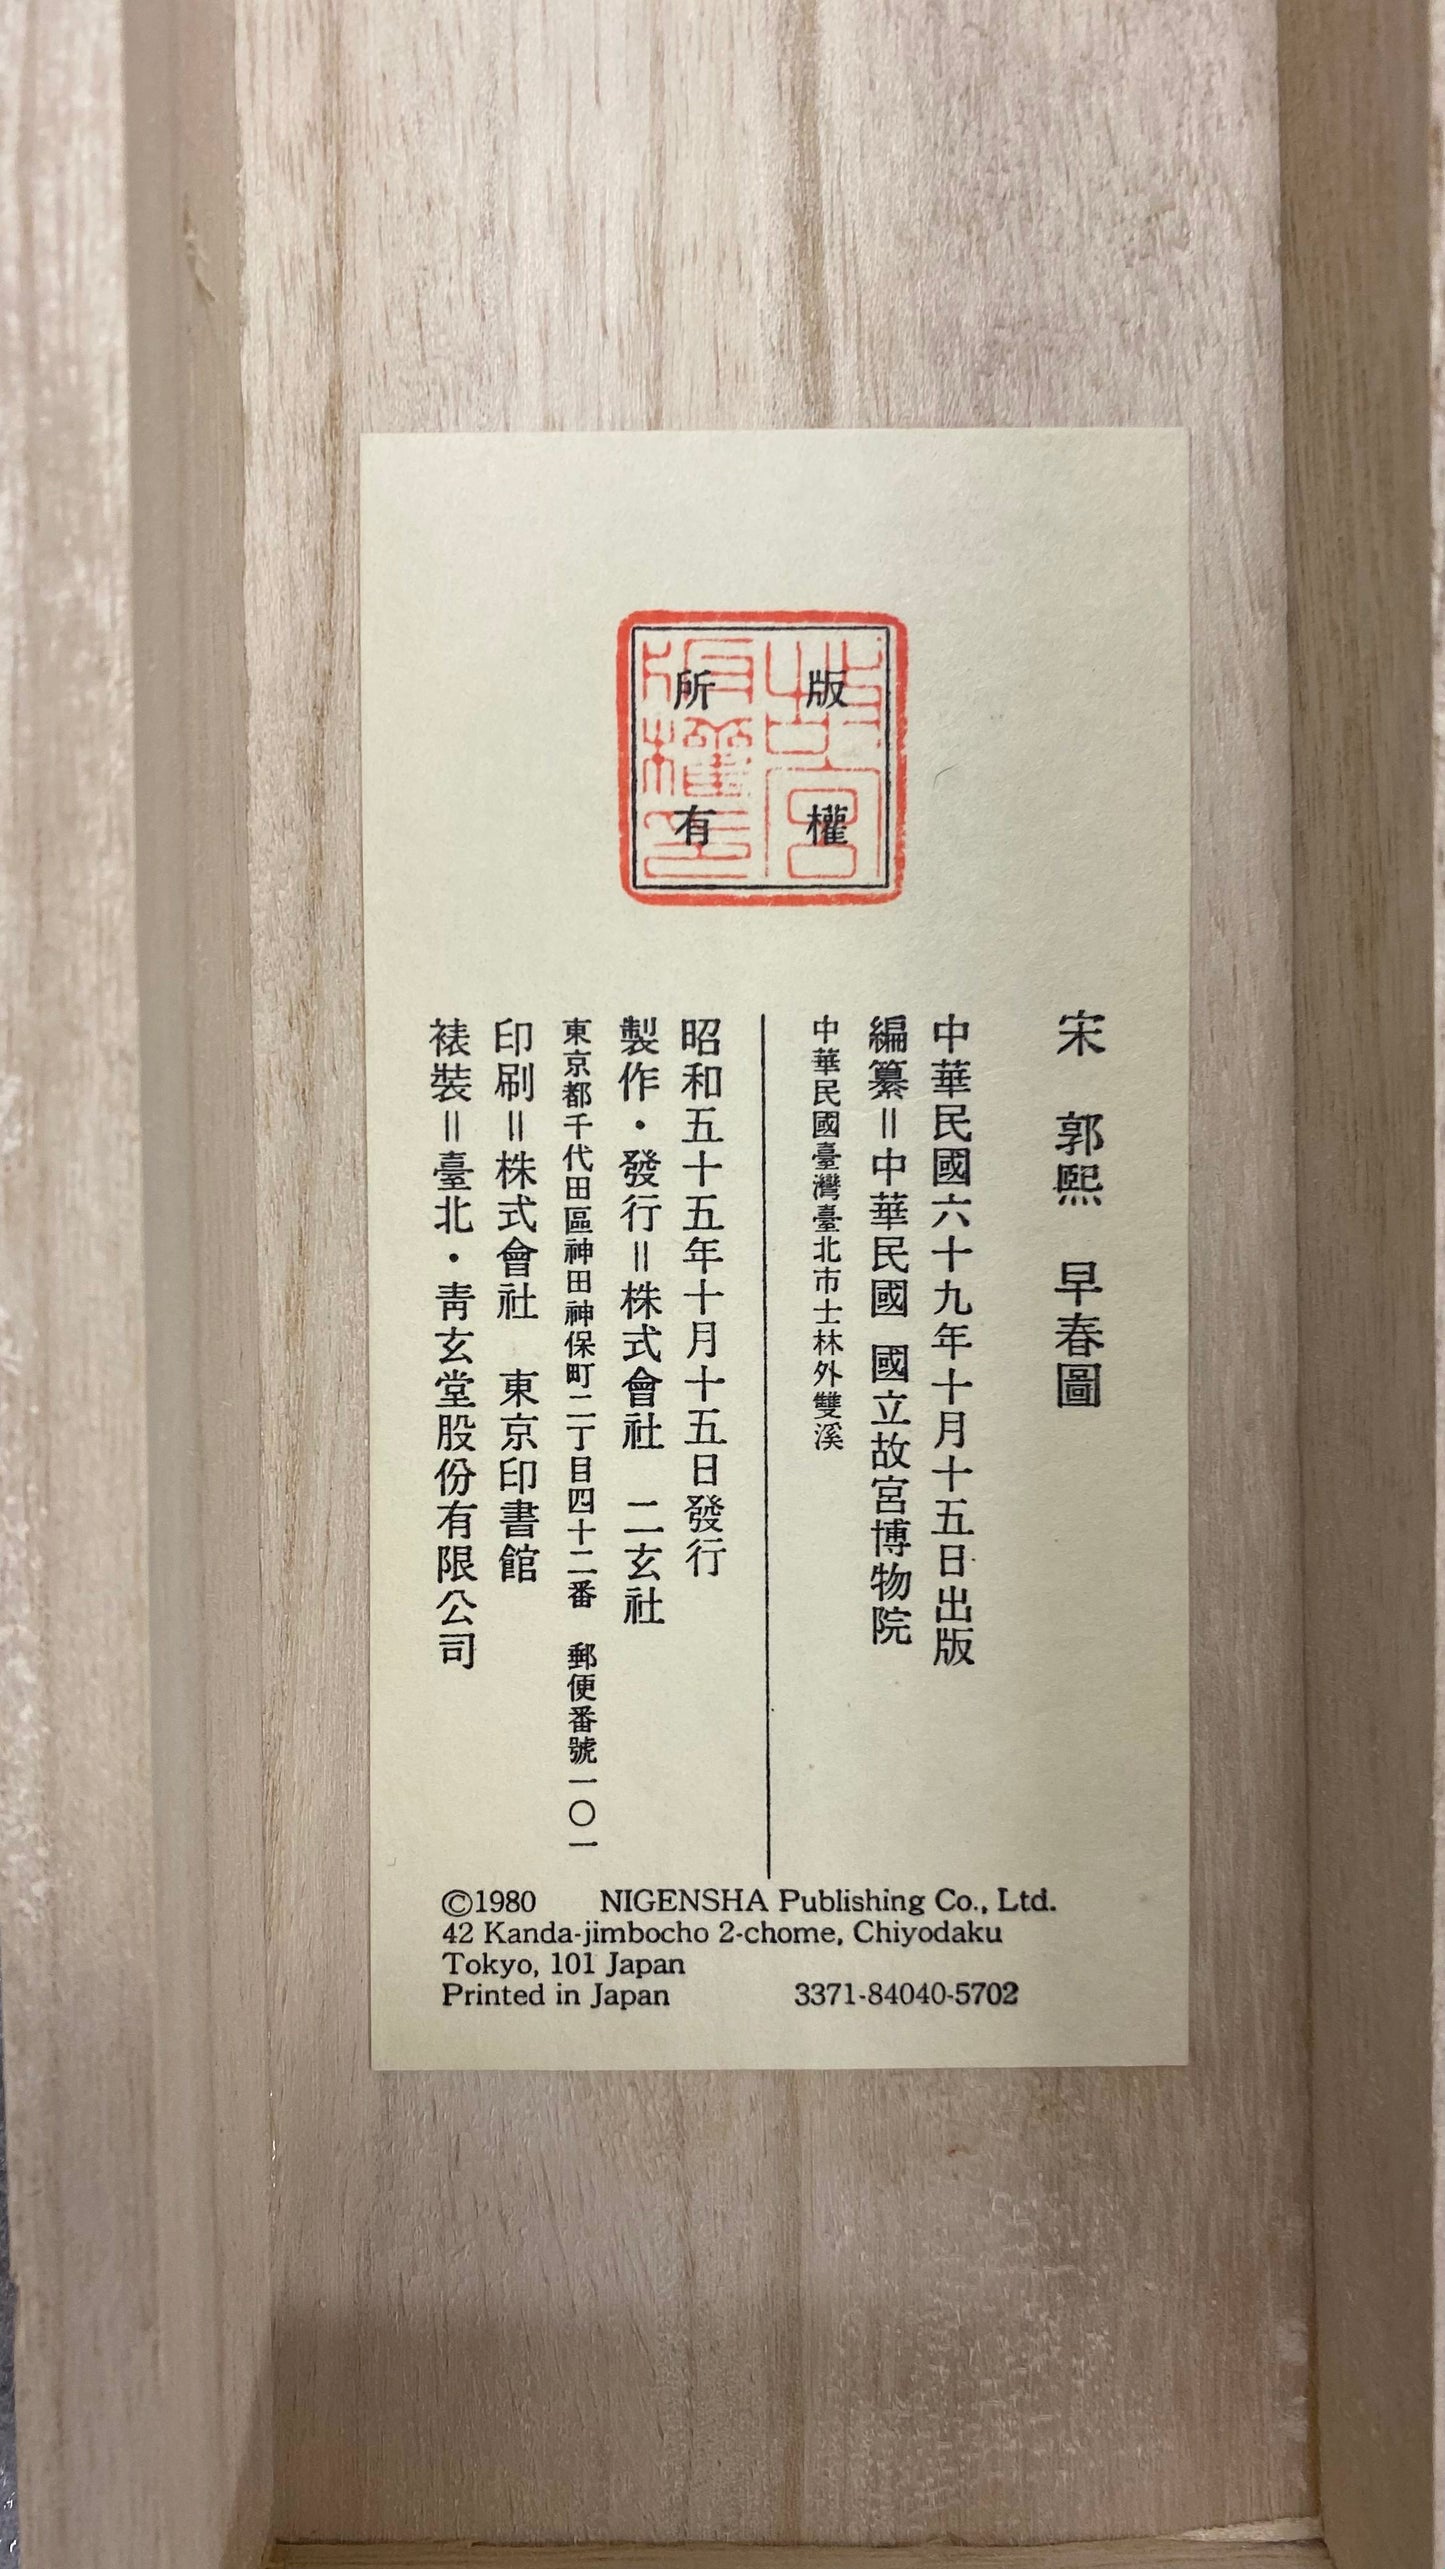 版權
所有
故宮
版權印
宋　郭熙　早春圖
中華民國六十九年十月十五日出版
編纂＝中華民國　國立故宮博物院
中華民國臺灣臺北市士林外雙溪
昭和五十五年十月十五日發行
製作・發行＝株式會社　二玄社
東京都千代田區神田神保町二丁目四十二番　郵便番號一〇一
印刷＝株式會社　東京印書館
裱裝＝臺北・靑玄堂股份有限公司
©1980 NIGENSHA Publishing Co., Ltd.
42 Kanda-jimbocho 2-chome, Chiyodaku
Tokyo, 101 Japan
Printed in Japan 3371-84040-5702